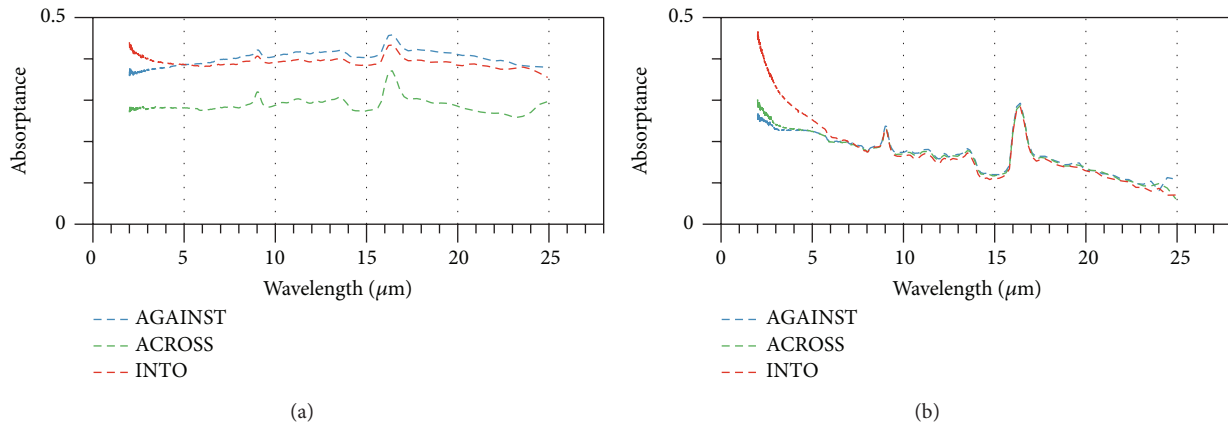 0.5
Absorptance
0
0 5 10 15 20 25
Wavelength (μm)
AGAINST
ACROSS
INTO
(a)
0.5
Absorptance
0
0 5 10 15 20 25
Wavelength (μm)
AGAINST
ACROSS
INTO
(b)